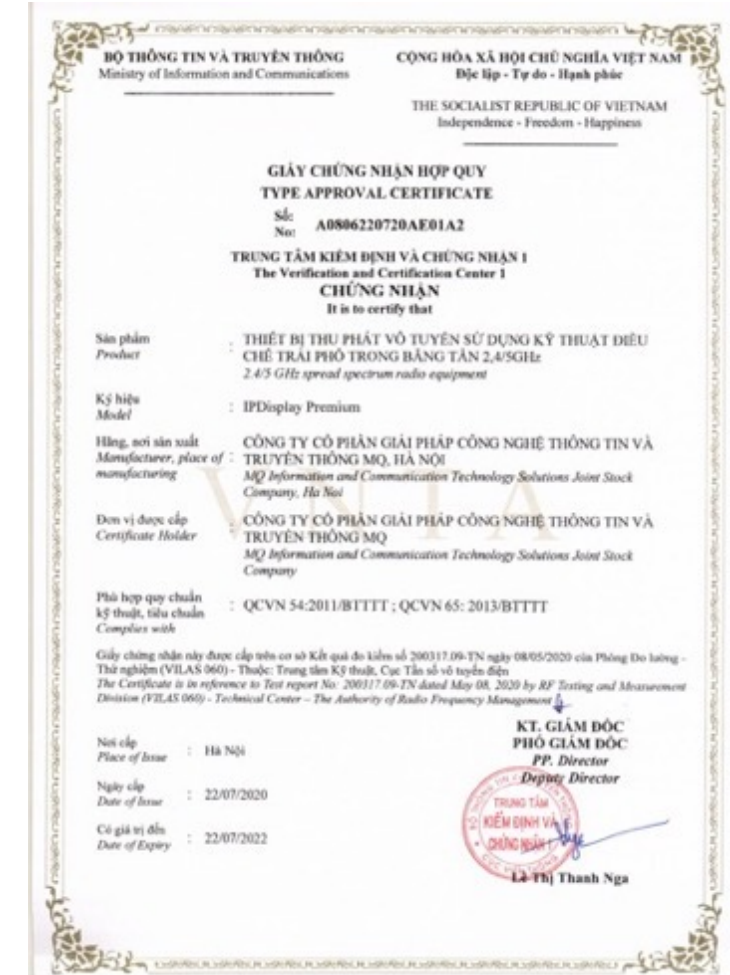 BỘ THÔNG TIN VÀ TRUYỀN THÔNG
Ministry of Information and Communications
CỘNG HÒA XÃ HỘI CHỦ NGHĨA VIỆT NAM
Độc lập - Tự do - Hạnh phúc
THE SOCIALIST REPUBLIC OF VIETNAM
Independence - Freedom - Happiness
GIẤY CHỨNG NHẬN HỢP QUY
TYPE APPROVAL CERTIFICATE
Số:
No: A0806220720AE01A2
TRUNG TÂM KIỂM ĐỊNH VÀ CHỨNG NHẬN 1
The Verification and Certification Center 1
CHỨNG NHẬN
It is to certify that
Sản phẩm
Product
: THIẾT BỊ THU PHÁT VÔ TUYẾN SỬ DỤNG KỸ THUẬT ĐIỀU
CHẾ TRẢI PHỔ TRONG BĂNG TẦN 2,4/5GHz
2.4/5 GHz spread spectrum radio equipment
Ký hiệu
Model
: IPDisplay Premium
Hãng, nơi sản xuất
Manufacturer, place of
manufacturing
: CÔNG TY CỔ PHẦN GIẢI PHÁP CÔNG NGHỆ THÔNG TIN VÀ
TRUYỀN THÔNG MQ, HÀ NỘI
MQ Information and Communication Technology Solutions Joint Stock
Company, Ha Noi
VNTA
Đơn vị được cấp
Certificate Holder
: CÔNG TY CỔ PHẦN GIẢI PHÁP CÔNG NGHỆ THÔNG TIN VÀ
TRUYỀN THÔNG MQ
MQ Information and Communication Technology Solutions Joint Stock
Company
Phù hợp quy chuẩn
kỹ thuật, tiêu chuẩn
Complies with
: QCVN 54:2011/BTTTT ; QCVN 65: 2013/BTTTT
Giấy chứng nhận này được cấp trên cơ sở Kết quả đo kiểm số 200317.09-TN ngày 08/05/2020 của Phòng Đo lường -
Thử nghiệm (VILAS 060) - Thuộc: Trung tâm Kỹ thuật, Cục Tần số vô tuyến điện
The Certificate is in reference to Test report No: 200317.09-TN dated May 08, 2020 by RF Testing and Measurement
Division (VILAS 060) - Technical Center – The Authority of Radio Frequency Management
KT. GIÁM ĐỐC
PHÓ GIÁM ĐỐC
PP. Director
Deputy Director
Nơi cấp
Place of Issue
: Hà Nội
Ngày cấp
Date of Issue
: 22/07/2020
Có giá trị đến
Date of Expiry
: 22/07/2022
TRUNG TÂM
KIỂM ĐỊNH VÀ
CHỨNG NHẬN 1
Lê Thị Thanh Nga